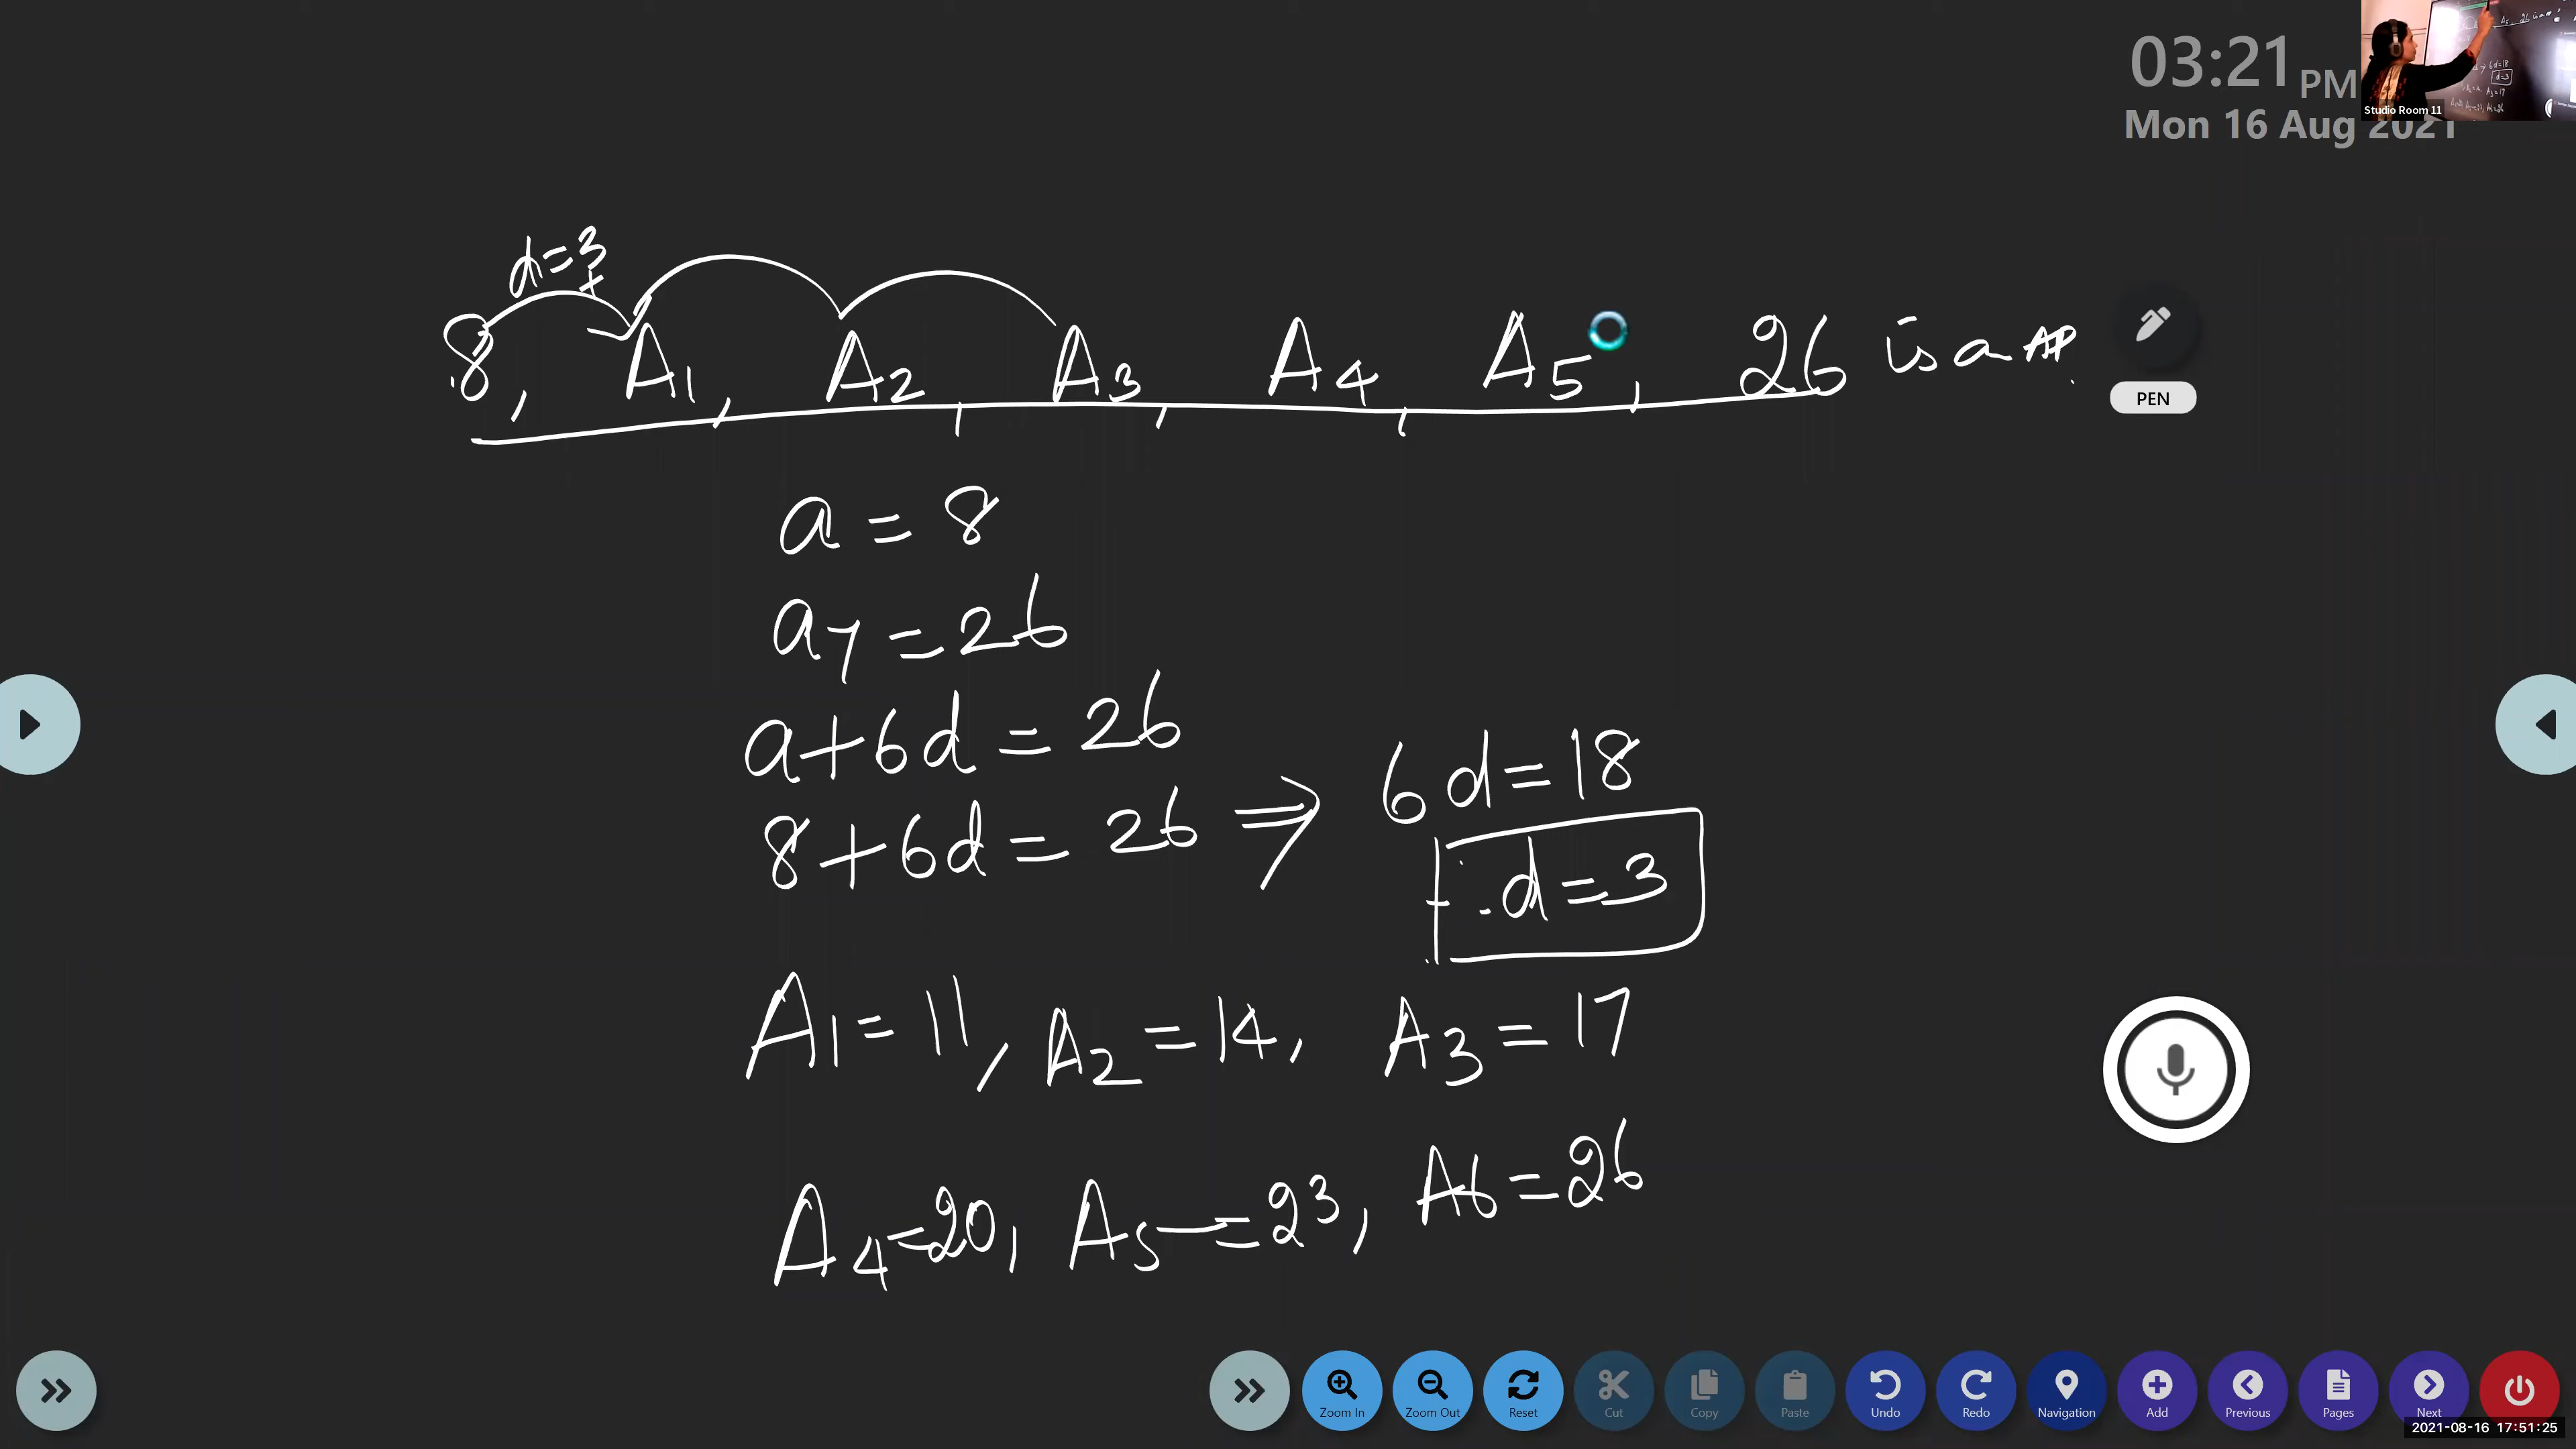 03:21 PM
Mon 16 Aug 2021
Studio Room 11
d=3
+
8, A1, A2, A3, A4, A5, 26 is a AP.
PEN
a = 8
a7 = 26
a+6d = 26
8+6d = 26 ⇒ 6d=18
∴d=3
A1 = 11, A2 = 14, A3 = 17
A4=20, A5=23, A6=26
Zoom In Zoom Out Reset Cut Copy Paste Undo Redo Navigation Add Previous Pages Next
2021-08-16 17:51:25